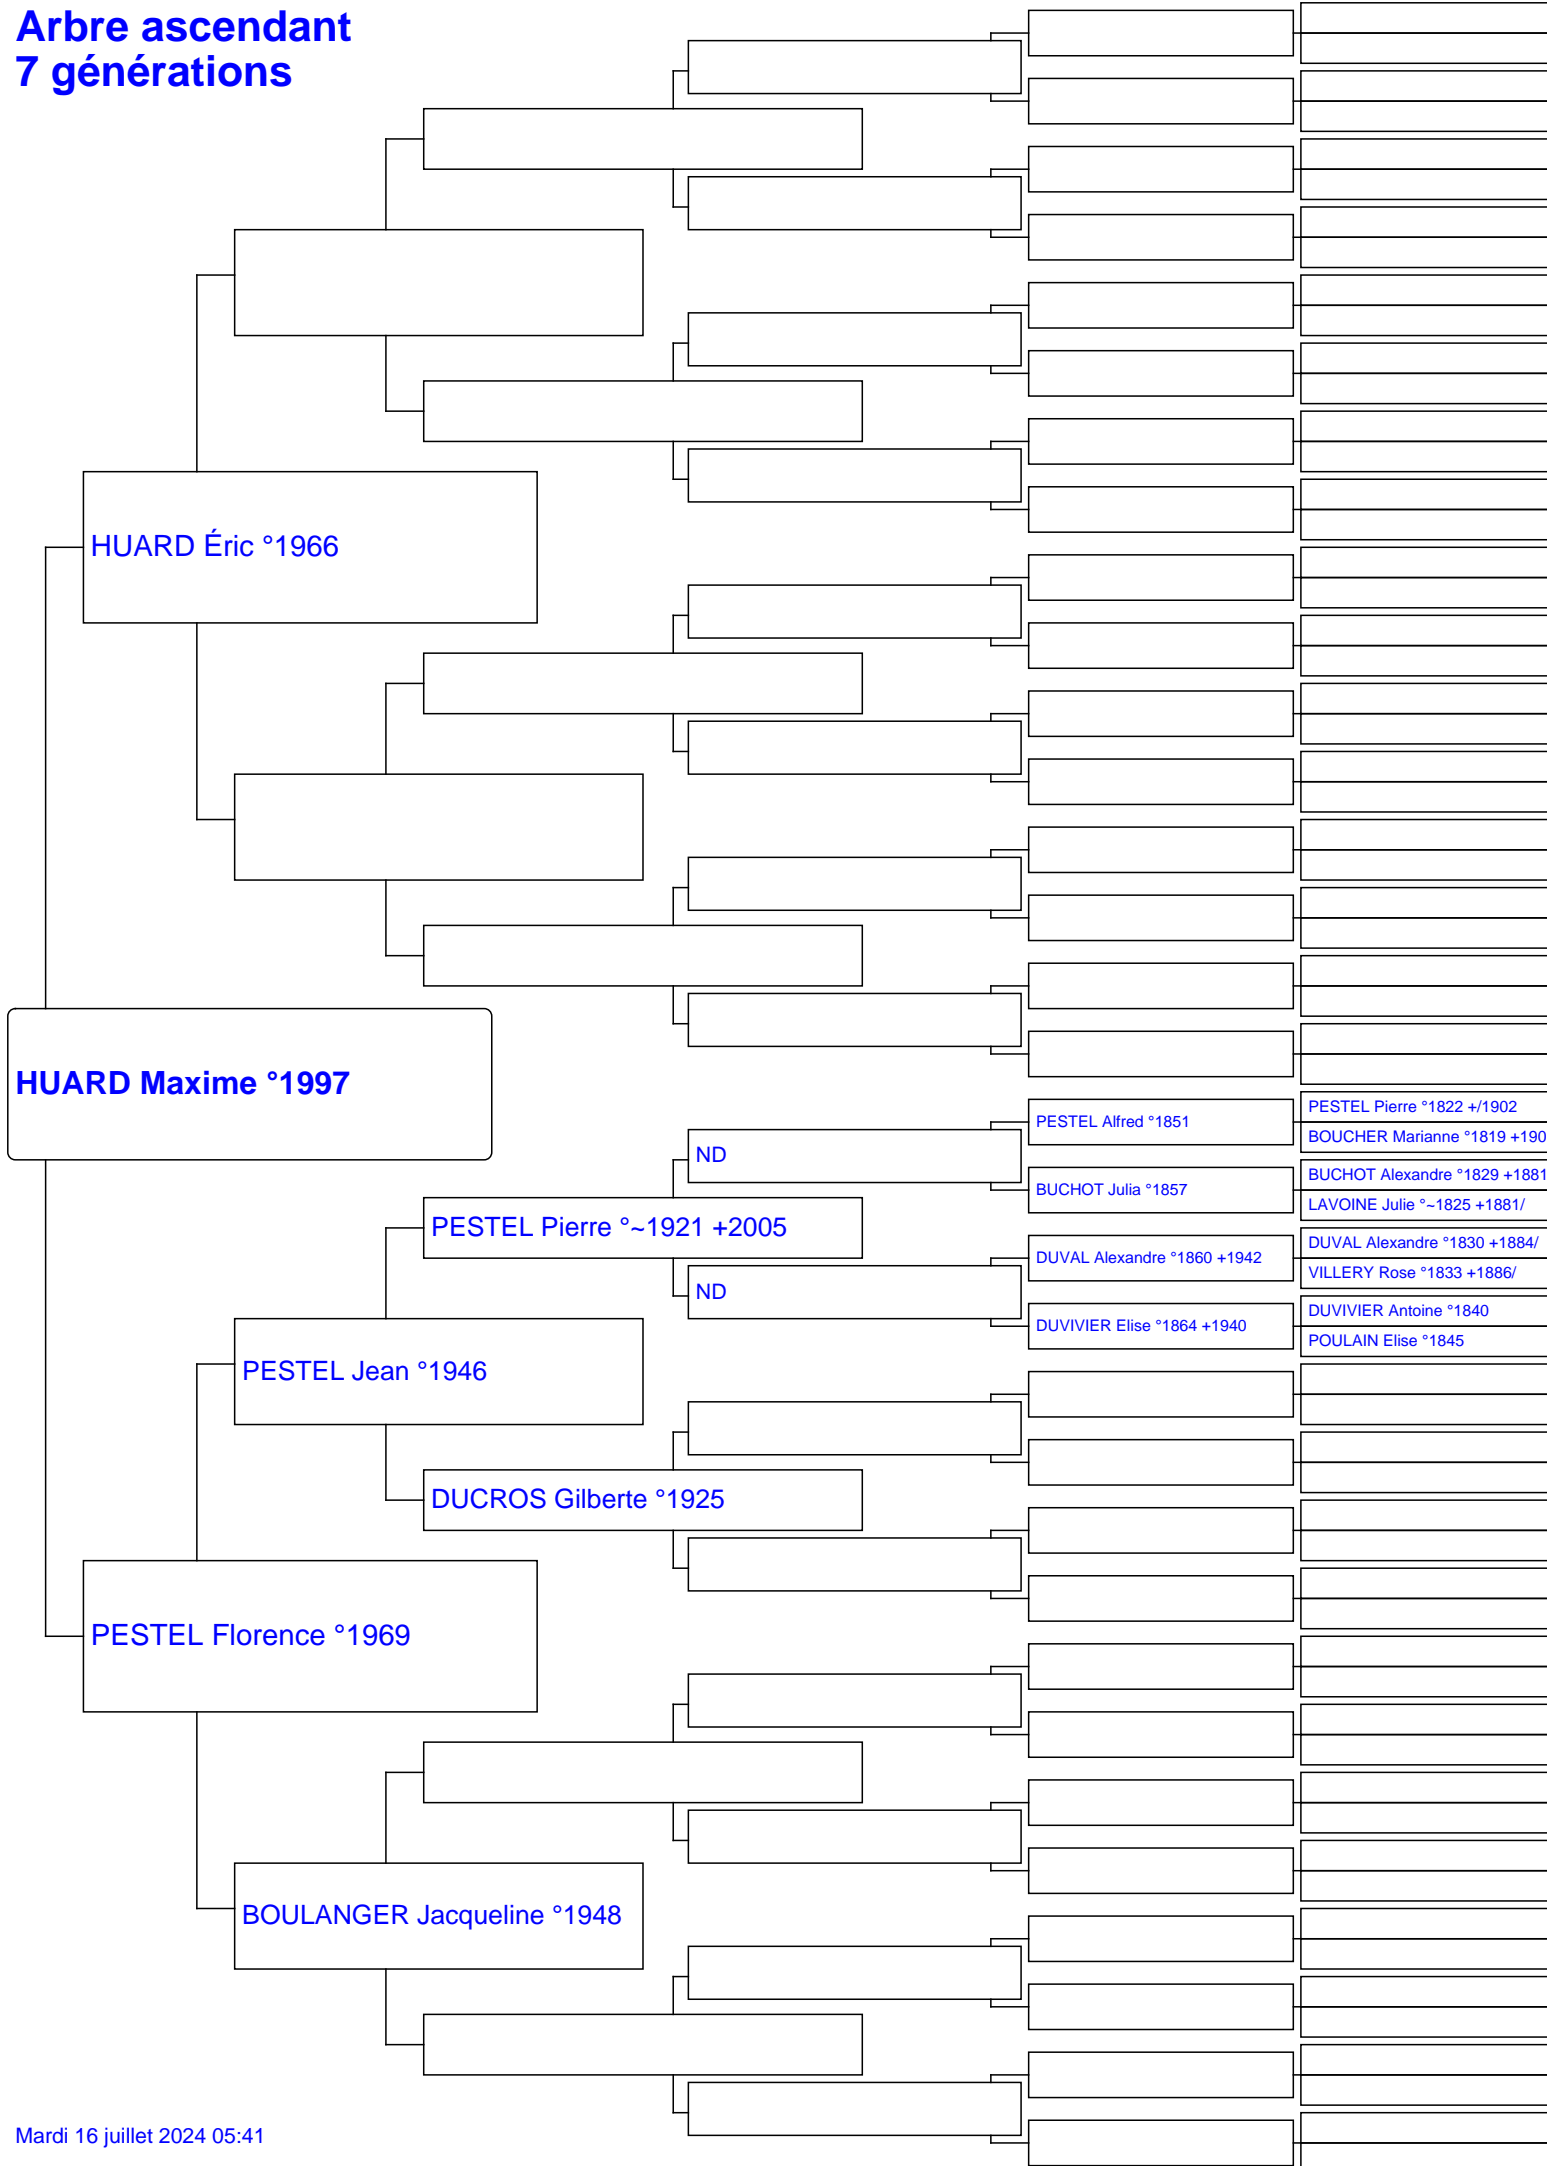 Arbre ascendant
7 générations
HUARD Éric °1966
HUARD Maxime °1997
PESTEL Alfred °1851
PESTEL Pierre °1822 +/1902
BOUCHER Marianne °1819 +190
ND
BUCHOT Julia °1857
BUCHOT Alexandre °1829 +1881
LAVOINE Julie °~1825 +1881/
PESTEL Pierre °~1921 +2005
DUVAL Alexandre °1860 +1942
DUVAL Alexandre °1830 +1884/
VILLERY Rose °1833 +1886/
ND
DUVIVIER Elise °1864 +1940
DUVIVIER Antoine °1840
POULAIN Elise °1845
PESTEL Jean °1946
DUCROS Gilberte °1925
PESTEL Florence °1969
BOULANGER Jacqueline °1948
Mardi 16 juillet 2024 05:41